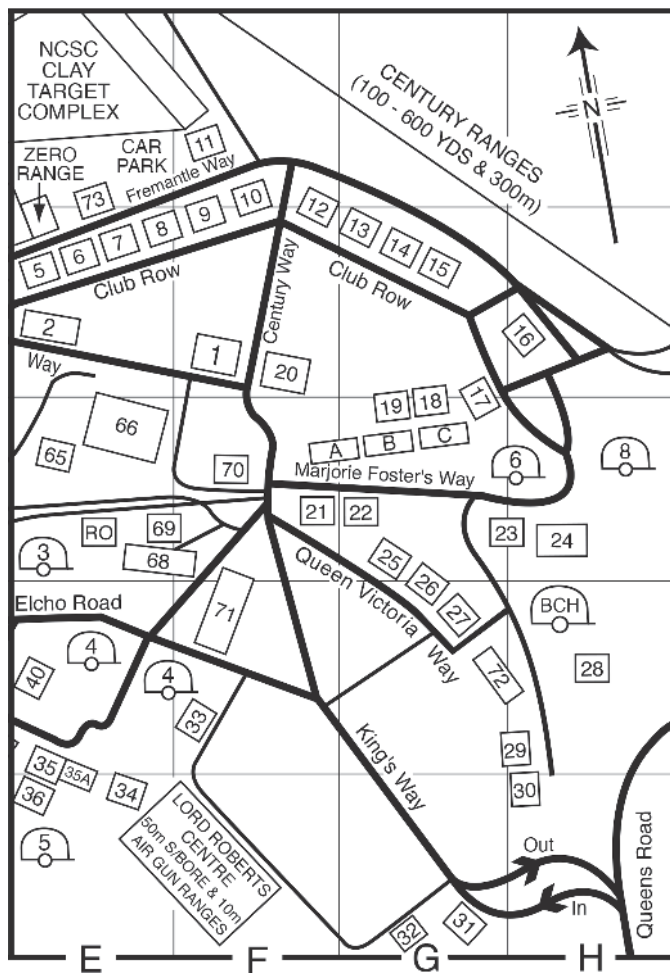 NCSC
CLAY
TARGET
COMPLEX
CENTURY RANGES
(100 - 600 YDS & 300m)
N
ZERO
RANGE
CAR
PARK
11
73
Fremantle Way
5
6
7
8
9
10
12
13
14
15
Club Row
Century Way
Club Row
2
1
20
16
Way
19
18
17
66
65
70
A
B
C
Marjorie Foster's Way
6
8
RO
69
68
3
21
22
23
24
25
26
27
Queen Victoria
Way
Elcho Road
71
BCH
4
4
40
28
72
33
29
30
35
35A
36
34
5
King's Way
LORD ROBERTS
CENTRE
50m S/BORE & 10m
AIR GUN RANGES
Out
In
Queens Road
32
31
E
F
G
H